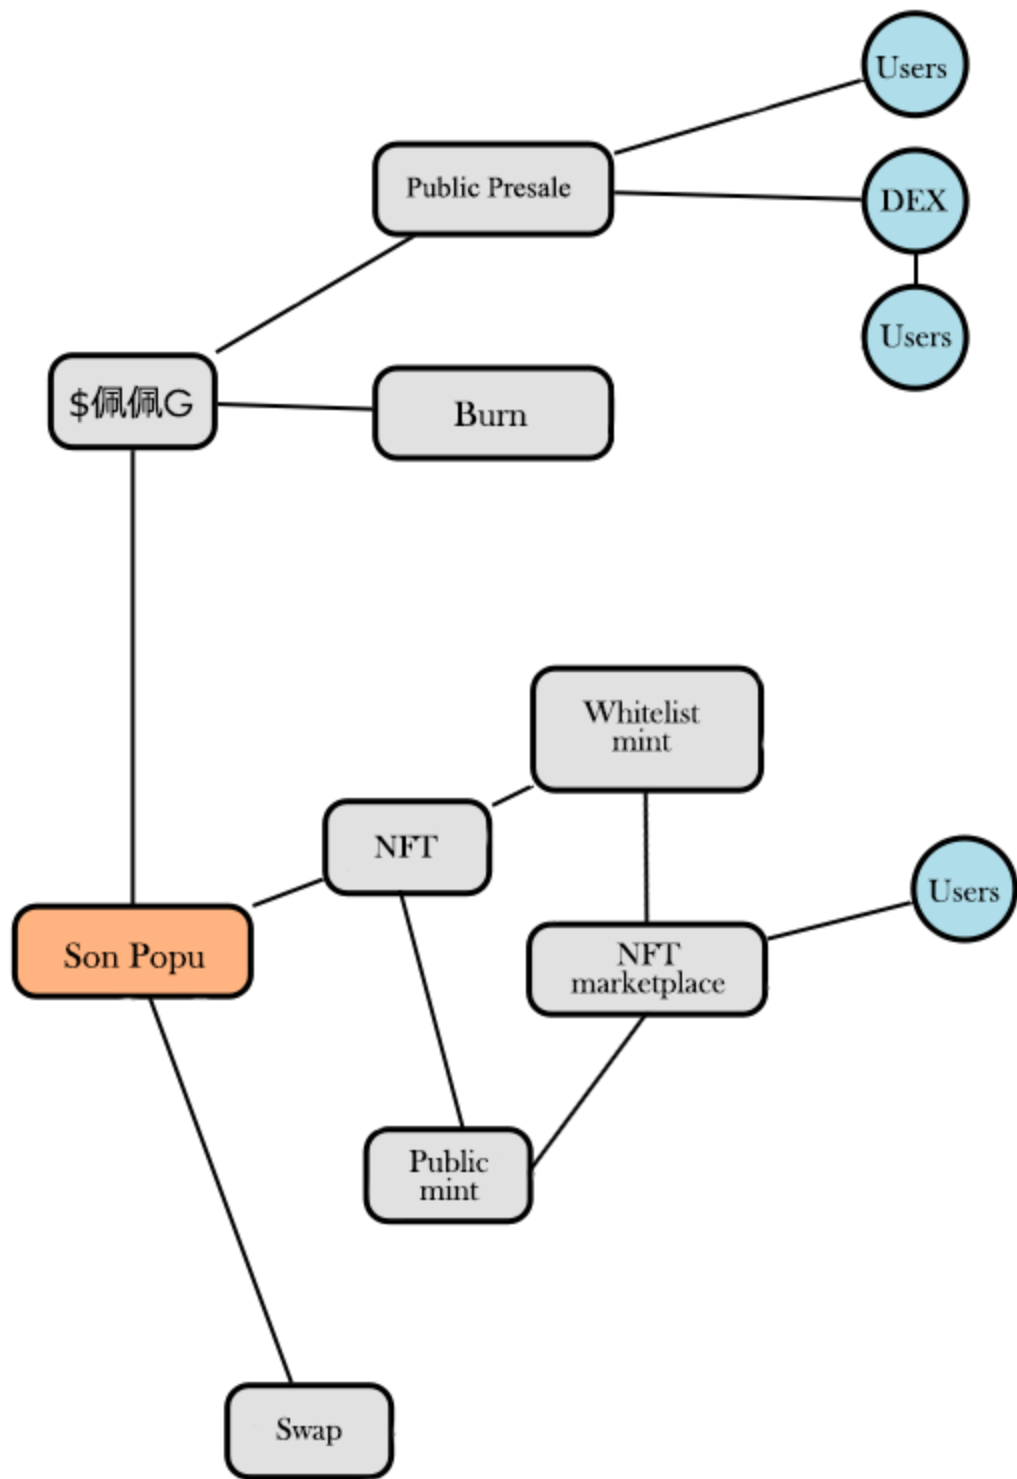 Users
Public Presale
DEX
Users
$佩佩G
Burn
Whitelist
mint
NFT
Users
Son Popu
NFT
marketplace
Public
mint
Swap